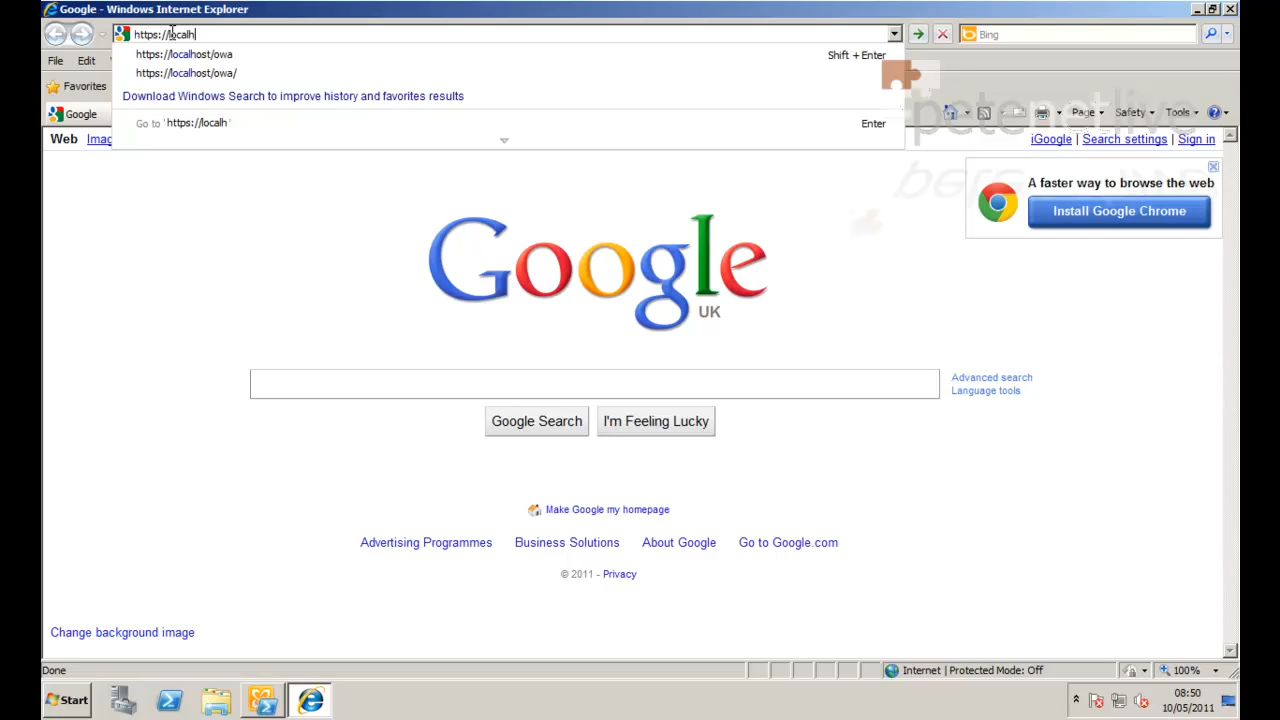 Google - Windows Internet Explorer
https://localh
Bing
https://localhost/owa
Shift + Enter
https://localhost/owa/
Download Windows Search to improve history and favorites results
Go to 'https://localh'
Enter
File
Edit
Favorites
Google
petenetlive
Page
Safety
Tools
Web
Imag
iGoogle | Search settings | Sign in
A faster way to browse the web
Install Google Chrome
Google
UK
Advanced search
Language tools
Google Search
I'm Feeling Lucky
Make Google my homepage
Advertising Programmes
Business Solutions
About Google
Go to Google.com
© 2011 - Privacy
Change background image
Done
Internet | Protected Mode: Off
100%
Start
08:50
10/05/2011